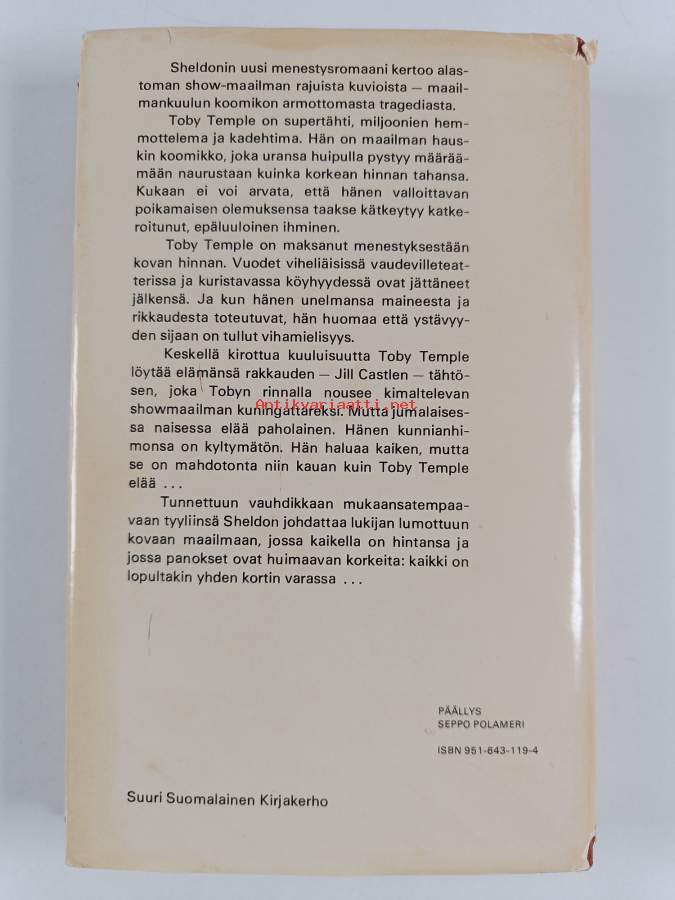 Sheldonin uusi menestysromaani kertoo alas-
toman show-maailman rajuista kuvioista — maail-
mankuulun koomikon armottomasta tragediasta.
Toby Temple on supertähti, miljoonien hem-
mottelema ja kadehtima. Hän on maailman haus-
kin koomikko, joka uransa huipulla pystyy määrää-
mään naurustaan kuinka korkean hinnan tahansa.
Kukaan ei voi arvata, että hänen valloittavan
poikamaisen olemuksensa taakse kätkeytyy katke-
roitunut, epäluuloinen ihminen.
Toby Temple on maksanut menestyksestään
kovan hinnan. Vuodet viheliäisissä vaudevilleteat-
terissa ja kuristavassa köyhyydessä ovat jättäneet
jälkensä. Ja kun hänen unelmansa maineesta ja
rikkaudesta toteutuvat, hän huomaa että ystävyy-
den sijaan on tullut vihamielisyys.
Keskellä kirottua kuuluisuutta Toby Temple
löytää elämänsä rakkauden — Jill Castlen — tähtö-
sen, joka Tobyn rinnalla nousee kimaltelevan
Antikvariaatti.net
showmaailman kuningattareksi. Mutta jumalaises-
sa naisessa elää paholainen. Hänen kunnianhi-
monsa on kyltymätön. Hän haluaa kaiken, mutta
se on mahdotonta niin kauan kuin Toby Temple
elää ...
Tunnettuun vauhdikkaan mukaansatempaa-
vaan tyyliinsä Sheldon johdattaa lukijan lumottuun
kovaan maailmaan, jossa kaikella on hintansa ja
jossa panokset ovat huimaavan korkeita: kaikki on
lopultakin yhden kortin varassa ...
PÄÄLLYS
SEPPO POLAMERI
ISBN 951-643-119-4
Suuri Suomalainen Kirjakerho